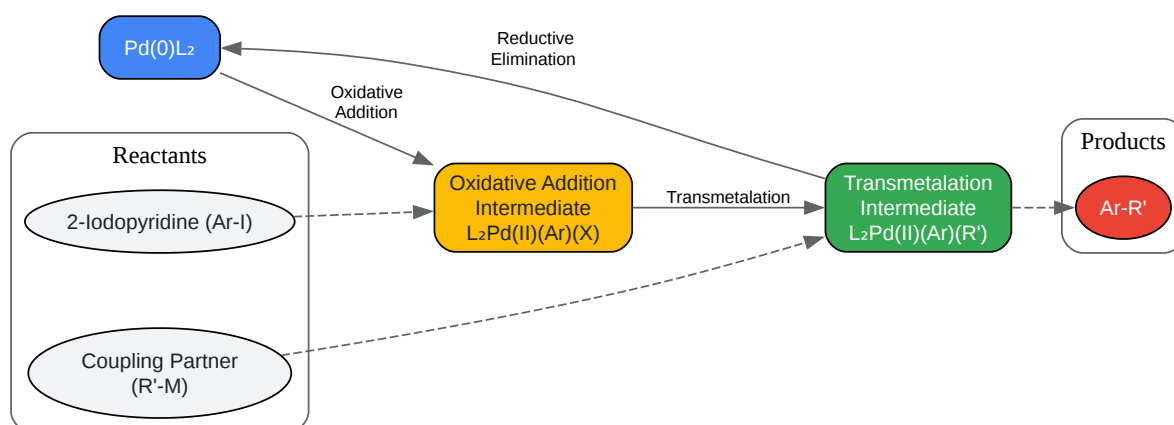 Pd(0)L₂
Reductive
Elimination
Oxidative
Addition
Reactants
2-Iodopyridine (Ar-I)
Coupling Partner
(R'-M)
Oxidative Addition
Intermediate
L₂Pd(II)(Ar)(X)
Transmetalation
Transmetalation
Intermediate
L₂Pd(II)(Ar)(R')
Products
Ar-R'